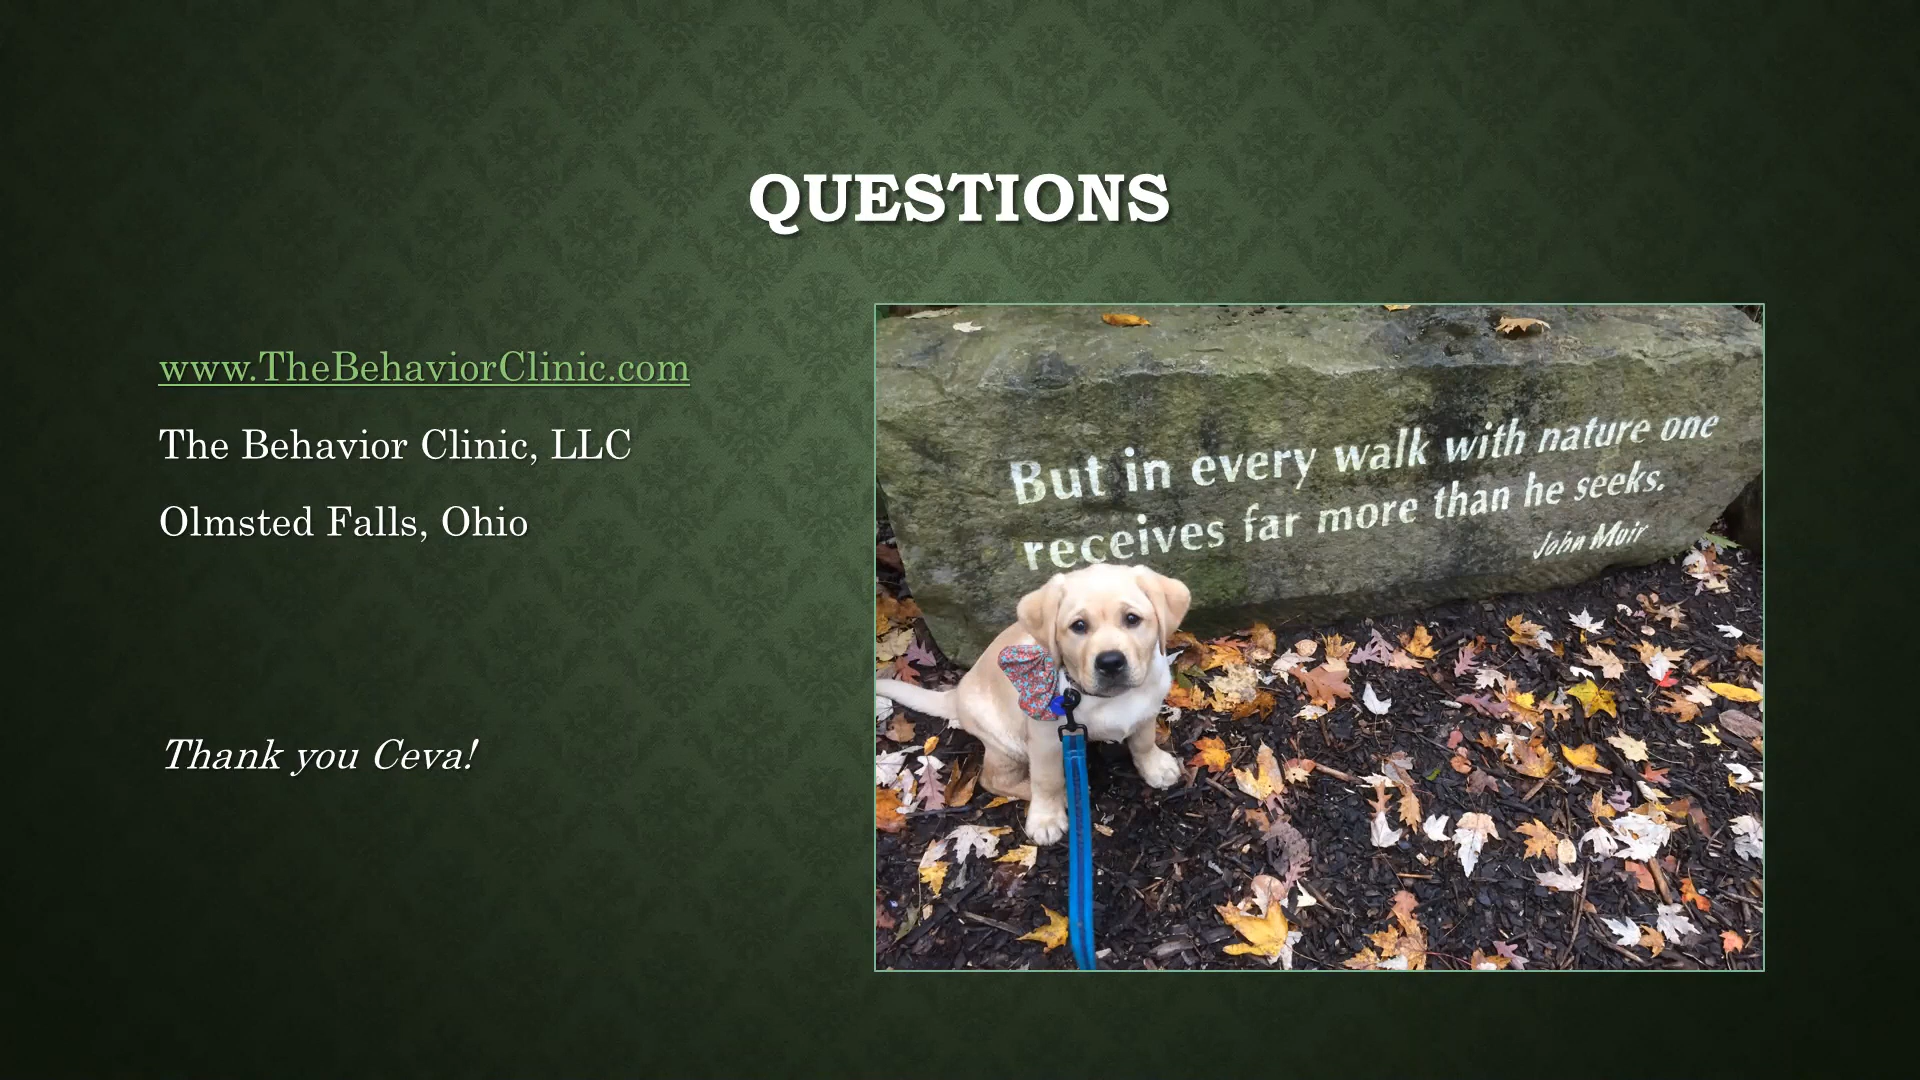 QUESTIONS
www.TheBehaviorClinic.com
The Behavior Clinic, LLC
Olmsted Falls, Ohio
Thank you Ceva!
But in every walk with nature one
receives far more than he seeks.
John Muir